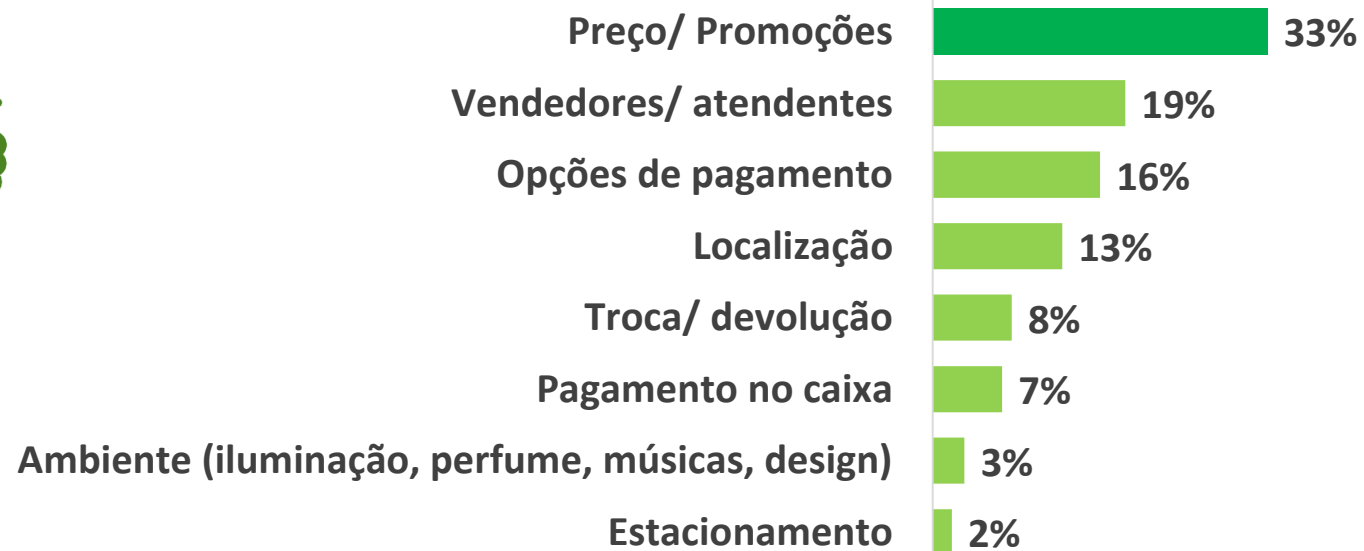 Preço/ Promoções 33%
Vendedores/ atendentes 19%
Opções de pagamento 16%
Localização 13%
Troca/ devolução 8%
Pagamento no caixa 7%
Ambiente (iluminação, perfume, músicas, design) 3%
Estacionamento 2%